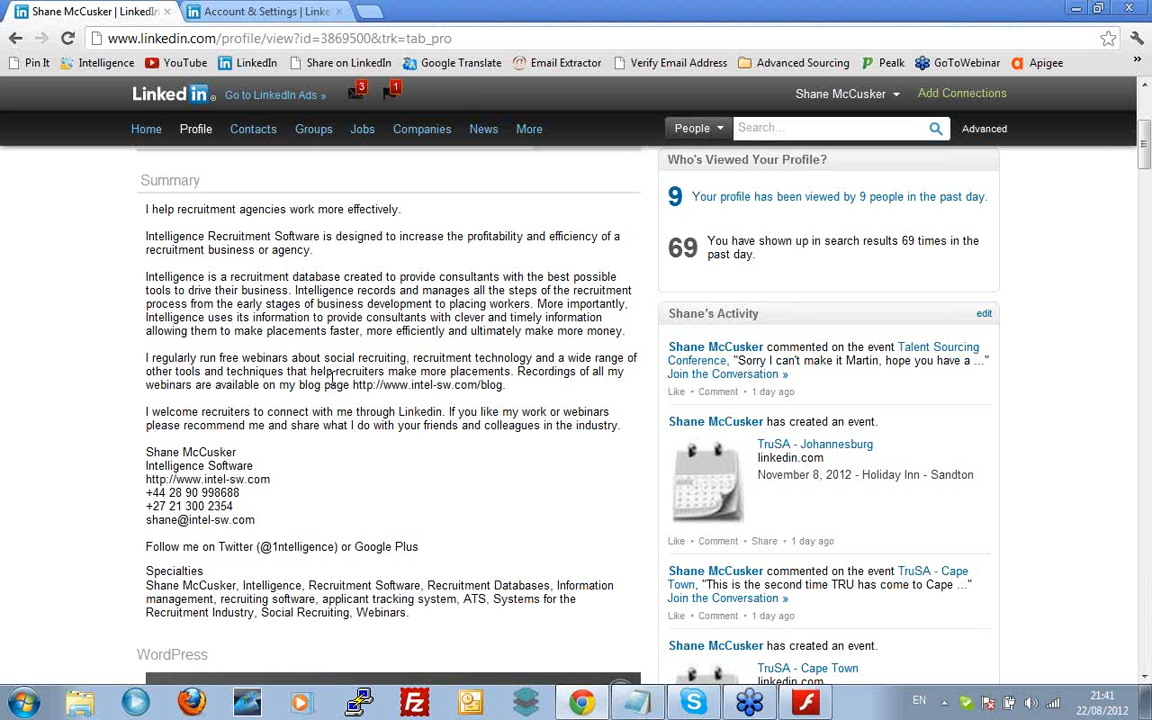 Shane McCusker | LinkedIn
Account & Settings | Linke
www.linkedin.com/profile/view?id=3869500&trk=tab_pro
Pin It Intelligence YouTube LinkedIn Share on LinkedIn Google Translate Email Extractor Verify Email Address Advanced Sourcing Pealk GoToWebinar Apigee »
Linked in Go to LinkedIn Ads » 3 1 Shane McCusker Add Connections
Home Profile Contacts Groups Jobs Companies News More People Search... Advanced
Summary
I help recruitment agencies work more effectively.
Intelligence Recruitment Software is designed to increase the profitability and efficiency of a
recruitment business or agency.
Intelligence is a recruitment database created to provide consultants with the best possible
tools to drive their business. Intelligence records and manages all the steps of the recruitment
process from the early stages of business development to placing workers. More importantly,
Intelligence uses its information to provide consultants with clever and timely information
allowing them to make placements faster, more efficiently and ultimately make more money.
I regularly run free webinars about social recruiting, recruitment technology and a wide range of
other tools and techniques that help recruiters make more placements. Recordings of all my
webinars are available on my blog page http://www.intel-sw.com/blog.
I welcome recruiters to connect with me through Linkedin. If you like my work or webinars
please recommend me and share what I do with your friends and colleagues in the industry.
Shane McCusker
Intelligence Software
http://www.intel-sw.com
+44 28 90 998688
+27 21 300 2354
shane@intel-sw.com
Follow me on Twitter (@1ntelligence) or Google Plus
Specialties
Shane McCusker, Intelligence, Recruitment Software, Recruitment Databases, Information
management, recruiting software, applicant tracking system, ATS, Systems for the
Recruitment Industry, Social Recruiting, Webinars.
WordPress
Who's Viewed Your Profile?
9 Your profile has been viewed by 9 people in the past day.
69 You have shown up in search results 69 times in the
past day.
Shane's Activity edit
Shane McCusker commented on the event Talent Sourcing
Conference, "Sorry I can't make it Martin, hope you have a ..."
Join the Conversation »
Like • Comment • 1 day ago
Shane McCusker has created an event.
TruSA - Johannesburg
linkedin.com
November 8, 2012 - Holiday Inn - Sandton
Like • Comment • Share • 1 day ago
Shane McCusker commented on the event TruSA - Cape
Town, "This is the second time TRU has come to Cape ..."
Join the Conversation »
Like • Comment • 1 day ago
Shane McCusker has created an event.
TruSA - Cape Town
linkedin.com
EN
21:41
22/08/2012